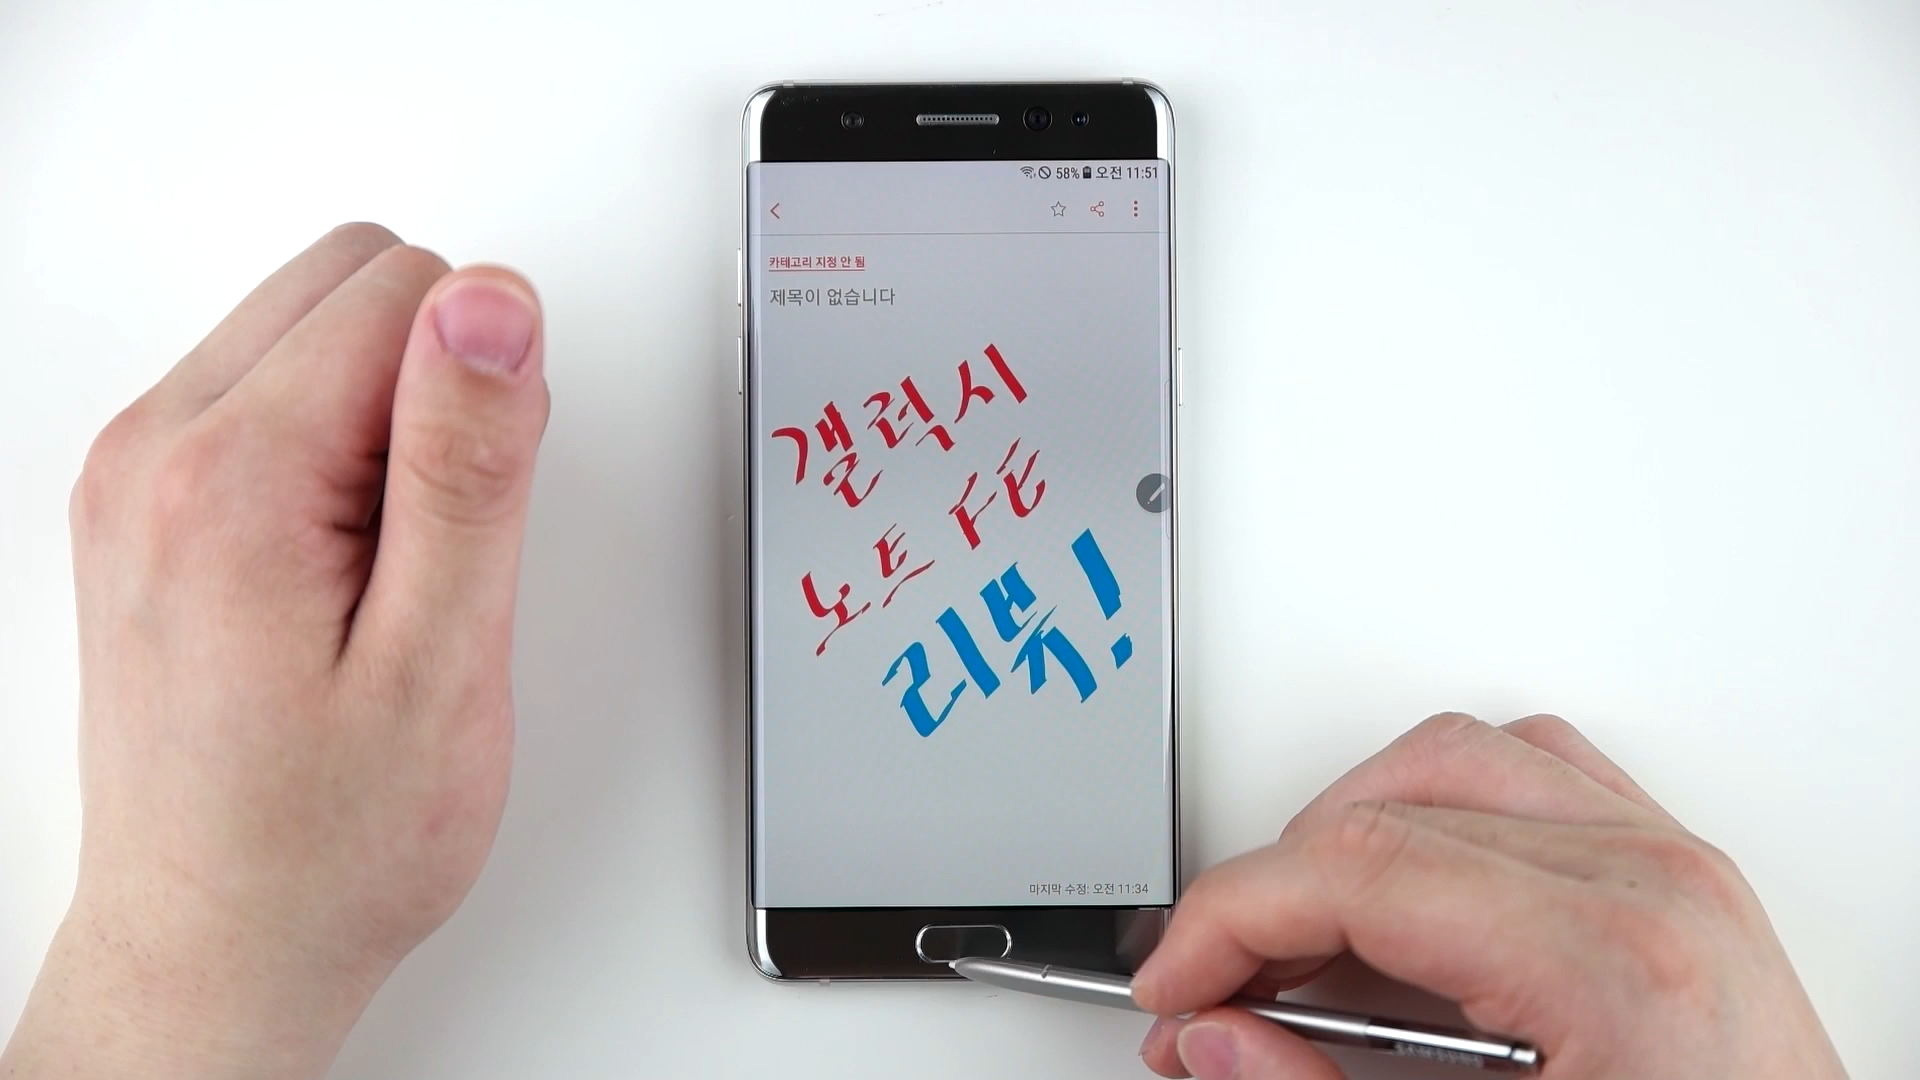 58% 오전 11:51
카테고리 지정 안 됨
제목이 없습니다
갤럭시
노트 FE
리뷰!
마지막 수정: 오전 11:34
SAMSUNG